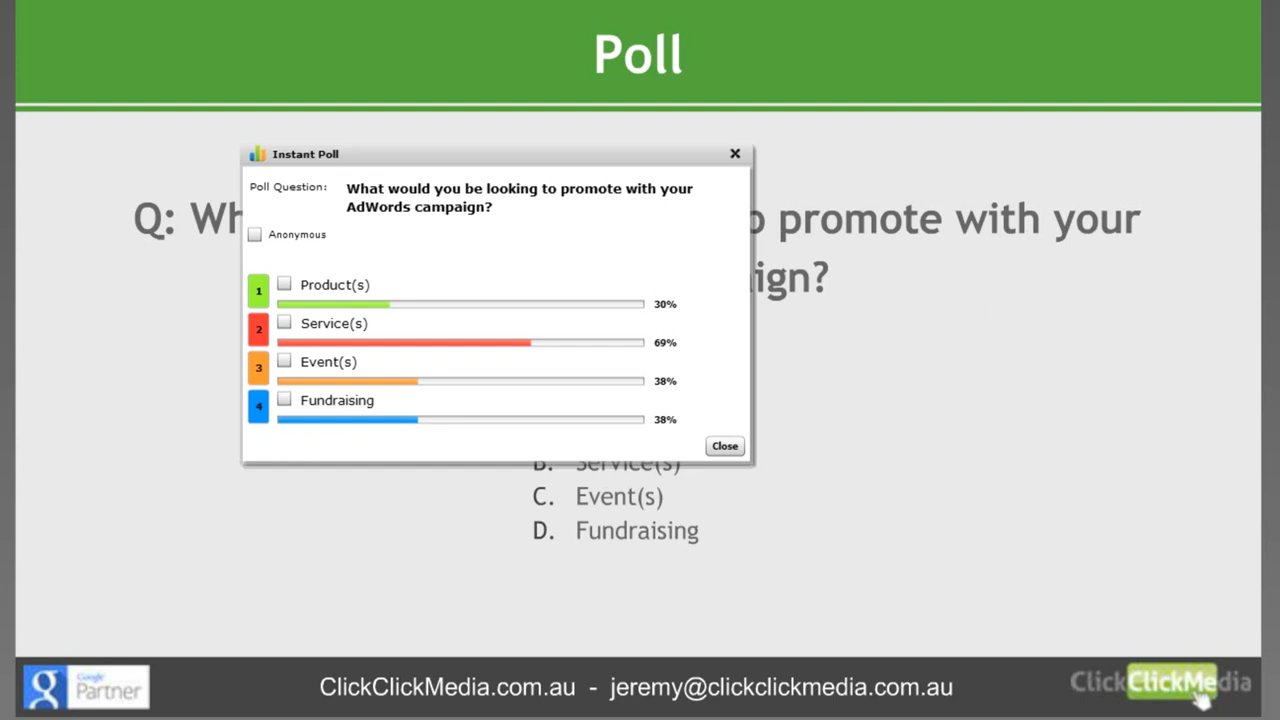 Poll
Instant Poll
Poll Question: What would you be looking to promote with your
AdWords campaign?
Anonymous
1 Product(s)
30%
2 Service(s)
69%
3 Event(s)
38%
4 Fundraising
38%
Close
Q: Wh o promote with your
ign?
B. Service(s)
C. Event(s)
D. Fundraising
Google
Partner
ClickClickMedia.com.au - jeremy@clickclickmedia.com.au
ClickClickMedia